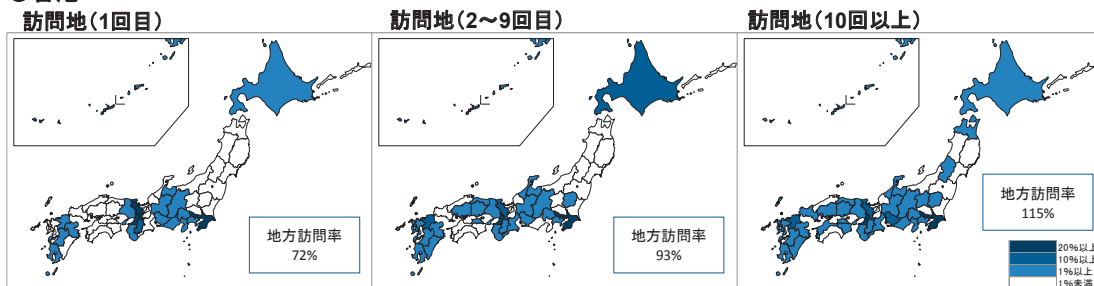 訪問地(1回目)
訪問地(2～9回目)
訪問地(10回以上)
地方訪問率
72%
地方訪問率
93%
地方訪問率
115%
20%以上
10%以上
1%以上
1%未満